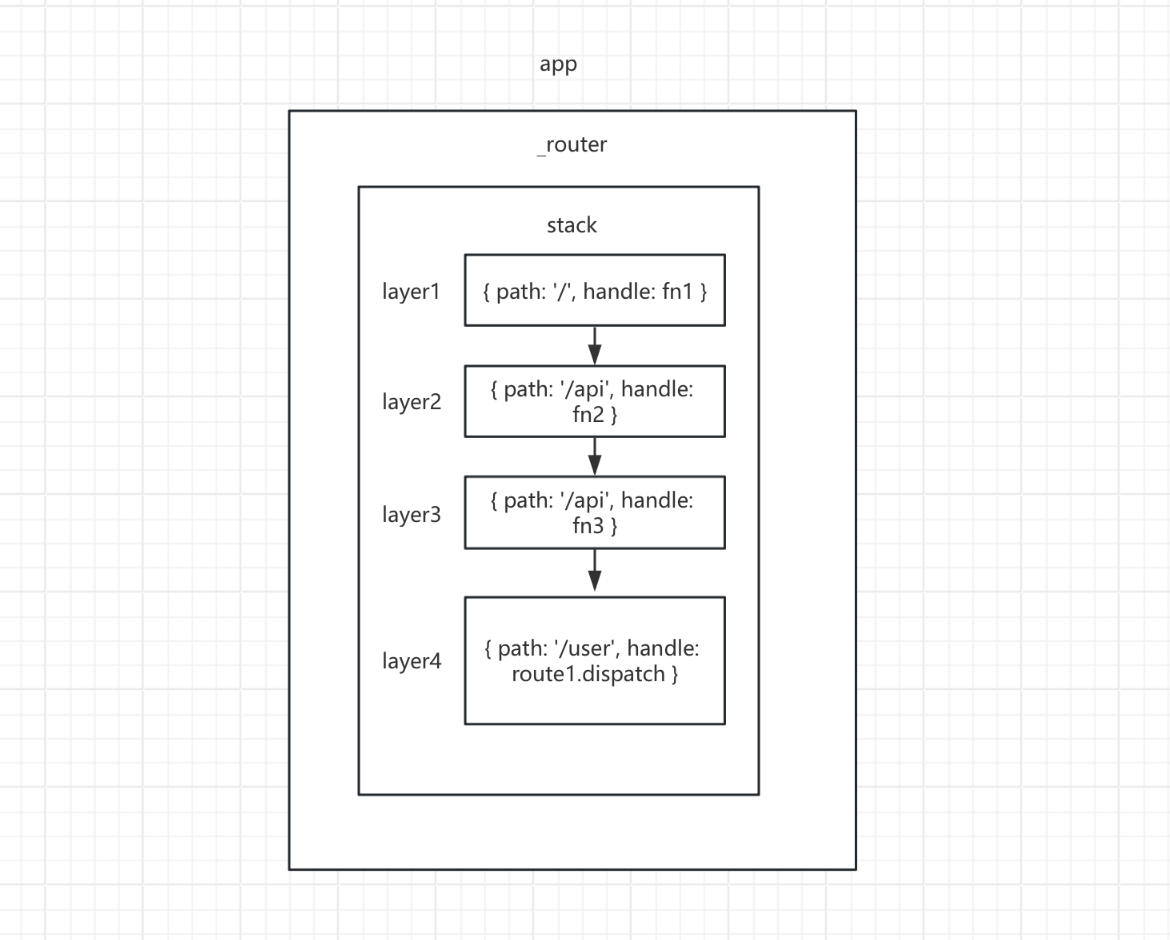 app
_router
stack
layer1
{ path: '/', handle: fn1 }
layer2
{ path: '/api', handle:
fn2 }
layer3
{ path: '/api', handle:
fn3 }
layer4
{ path: '/user', handle:
route1.dispatch }